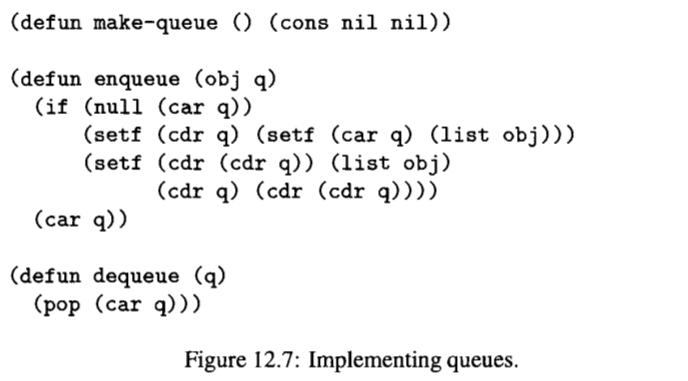 (defun make-queue () (cons nil nil))
(defun enqueue (obj q)
(if (null (car q))
(setf (cdr q) (setf (car q) (list obj)))
(setf (cdr (cdr q)) (list obj)
(cdr q) (cdr (cdr q))))
(car q))
(defun dequeue (q)
(pop (car q)))
Figure 12.7: Implementing queues.